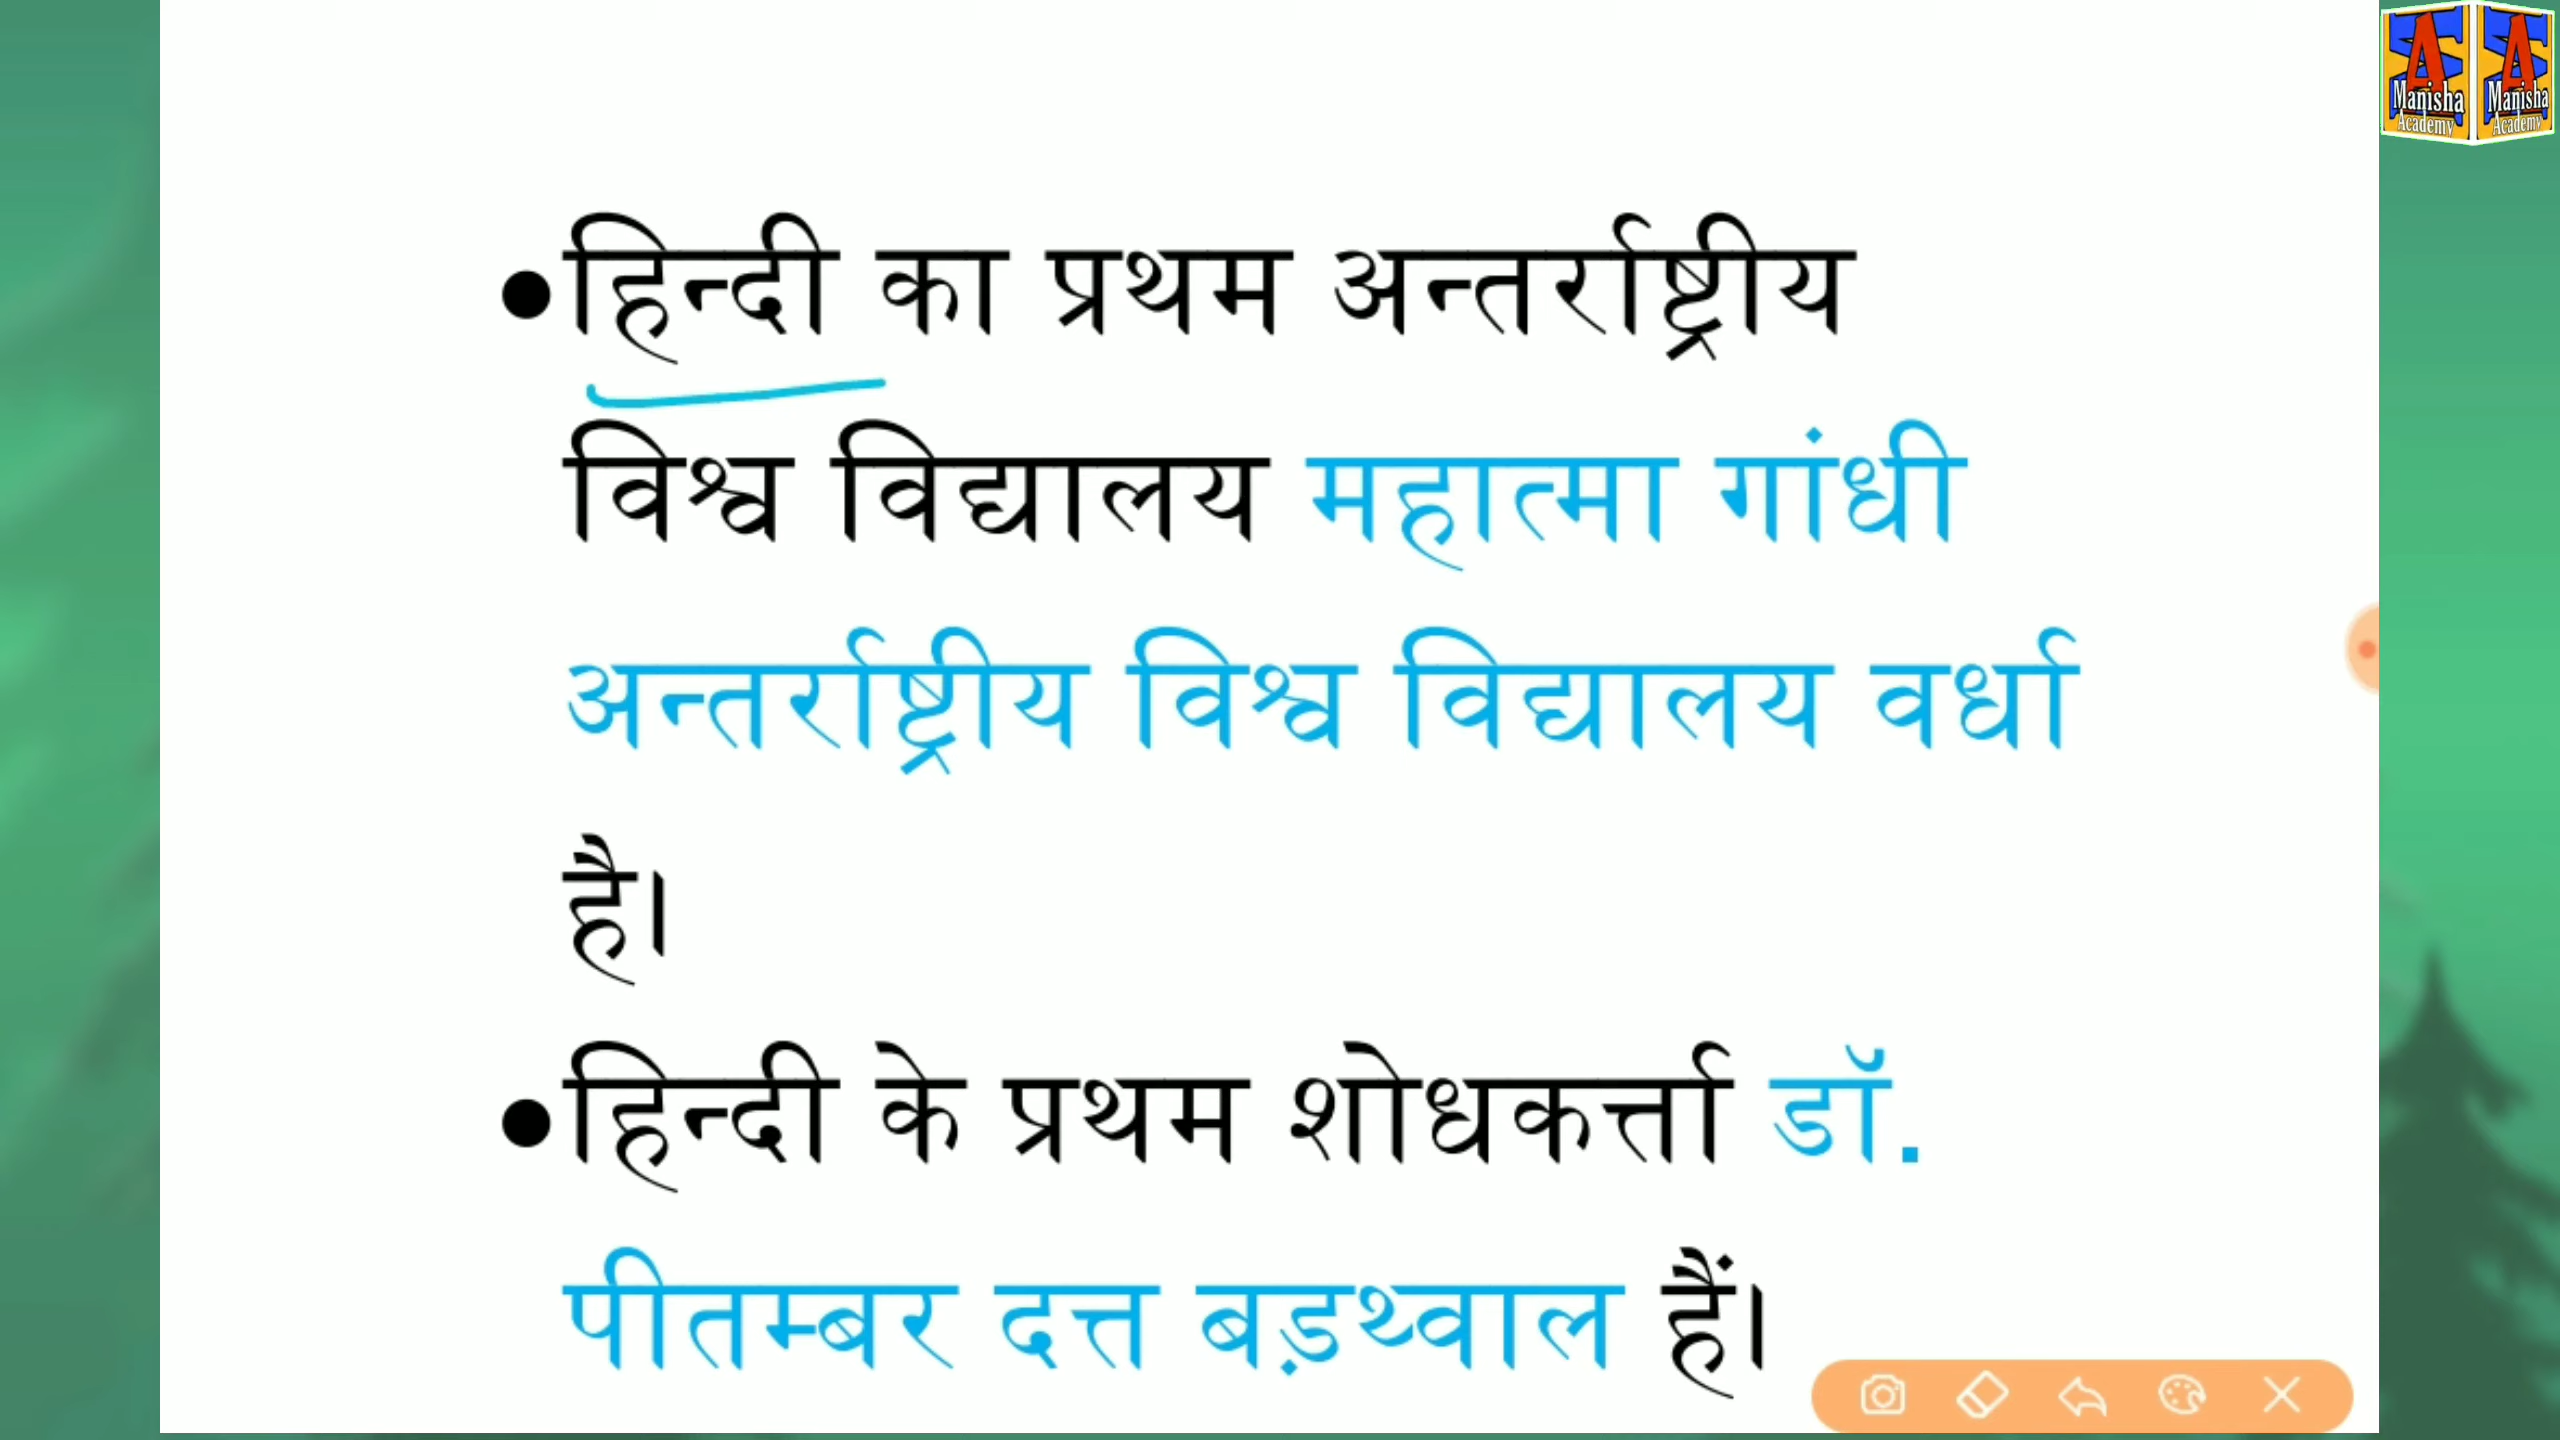 Manisha Manisha
Academy Academy
•हिन्दी का प्रथम अन्तर्राष्ट्रीय
विश्व विद्यालय महात्मा गांधी
अन्तर्राष्ट्रीय विश्व विद्यालय वर्धा
है।
•हिन्दी के प्रथम शोधकर्त्ता डॉ.
पीतम्बर दत्त बड़थ्वाल हैं।